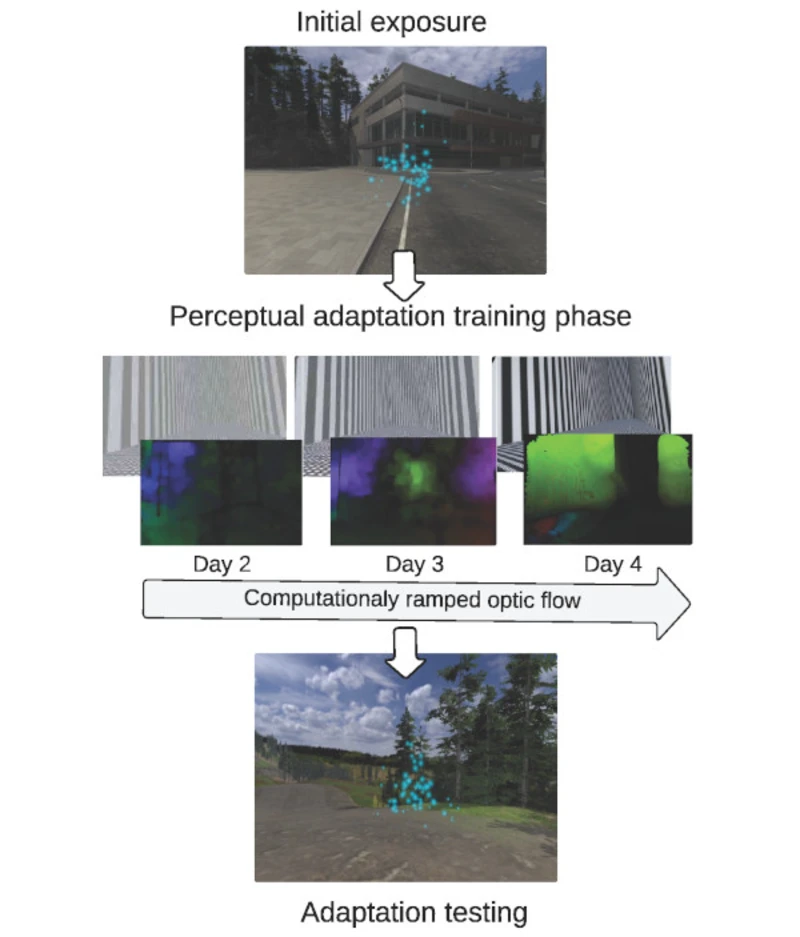 Initial exposure
Perceptual adaptation training phase
Day 2
Day 3
Day 4
Computationaly ramped optic flow
Adaptation testing